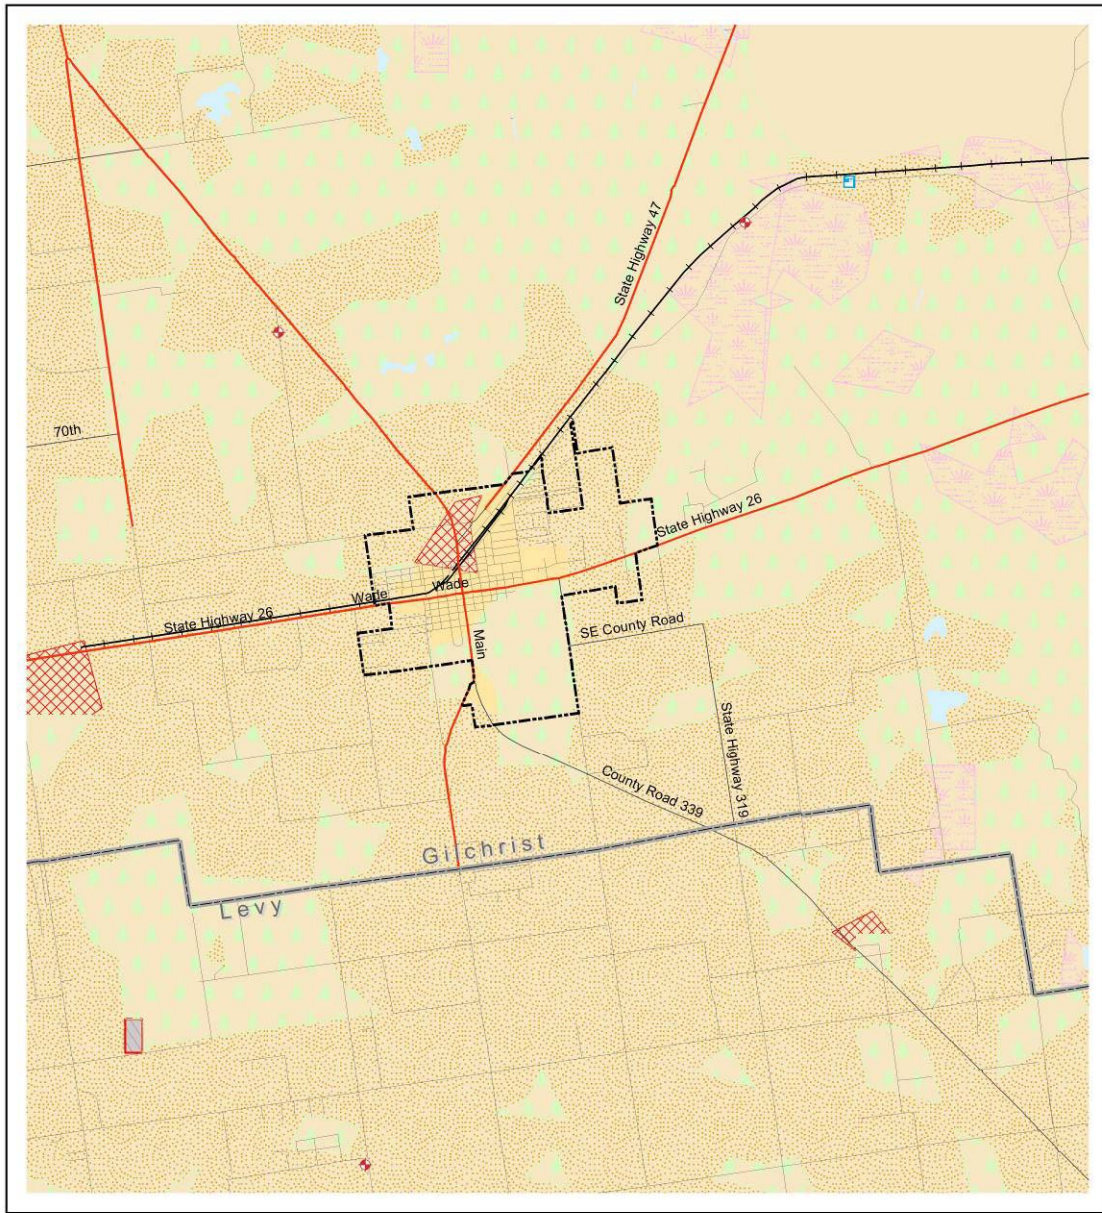 State Highway 47
70th
State Highway 26
Wade
Wade
State Highway 26
SE County Road
Main
State Highway 319
County Road 339
Gilchrist
Levy